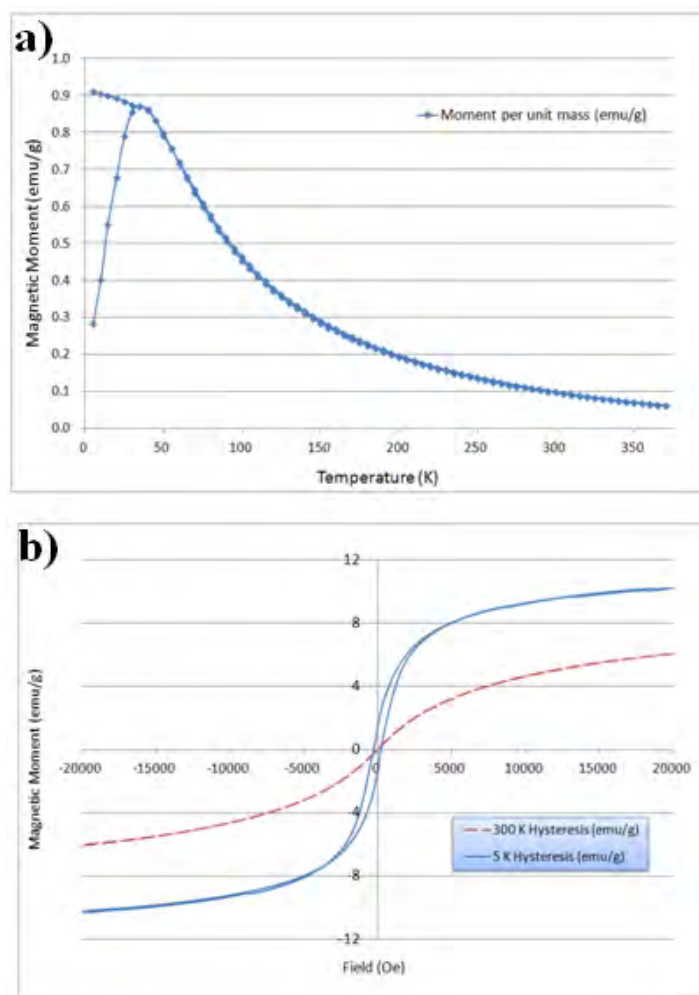 a)
1.0
0.9
0.8
0.7
0.6
0.5
0.4
0.3
0.2
0.1
0.0
Magnetic Moment (emu/g)
Moment per unit mass (emu/g)
0 50 100 150 200 250 300 350
Temperature (K)
b)
12
8
4
0
-20000 -15000 -10000 -5000 0 5000 10000 15000 20000
-4
-8
-12
Magnetic Moment (emu/g)
300 K Hysteresis (emu/g)
5 K Hysteresis (emu/g)
Field (Oe)